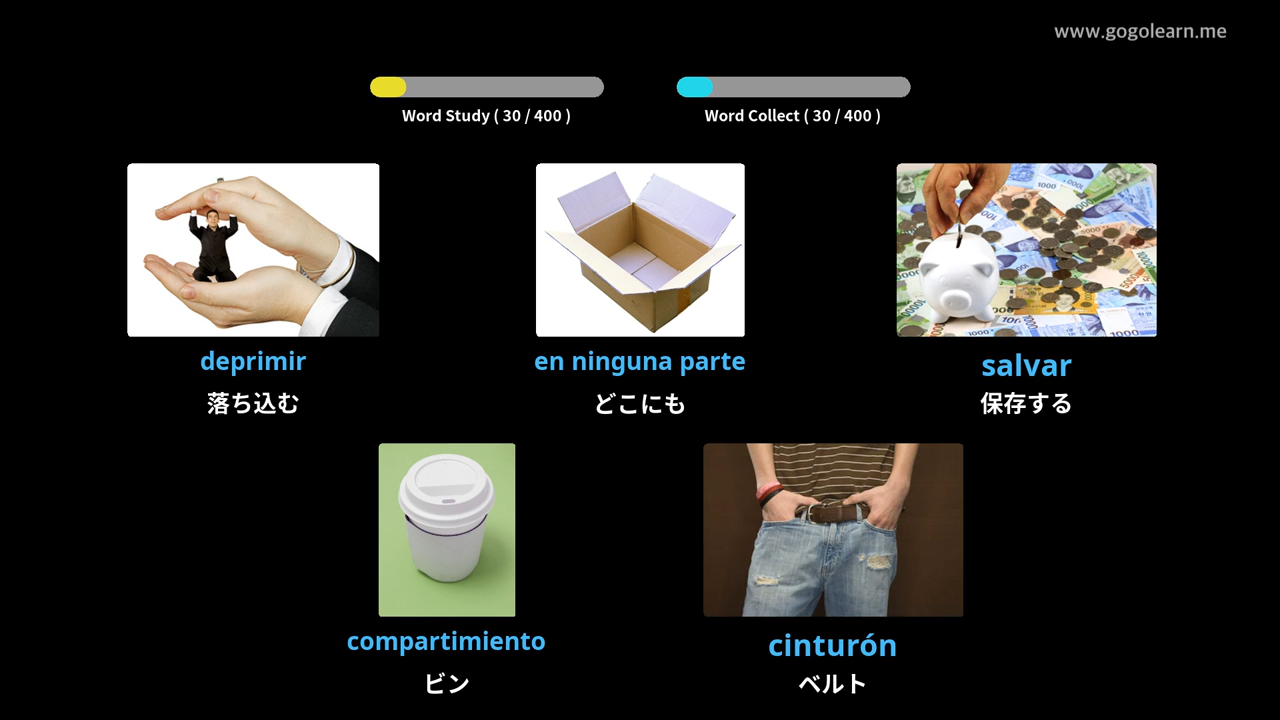 www.gogolearn.me
Word Study ( 30 / 400 )
Word Collect ( 30 / 400 )
deprimir
落ち込む
en ninguna parte
どこにも
salvar
保存する
compartimiento
ビン
cinturón
ベルト